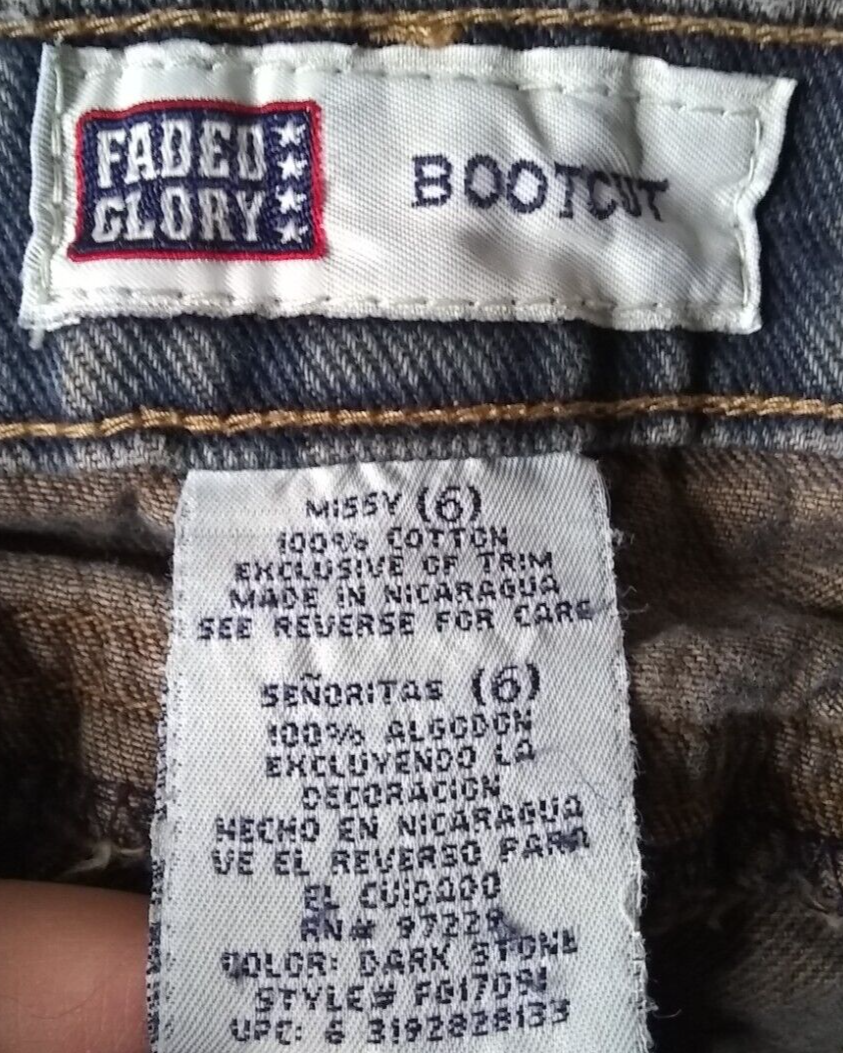 FADED
GLORY
BOOTCUT
MISSY (6)
100% COTTON
EXCLUSIVE OF TRIM
MADE IN NICARAGUA
SEE REVERSE FOR CARE
SEÑORITAS (6)
100% ALGODON
EXCLUYENDO LA
DECORACION
HECHO EN NICARAGUA
VE EL REVERSO PARA
EL CUIDADO
RN# 97229
COLOR: DARK STONE
STYLE#
UPC: 6 3192828133